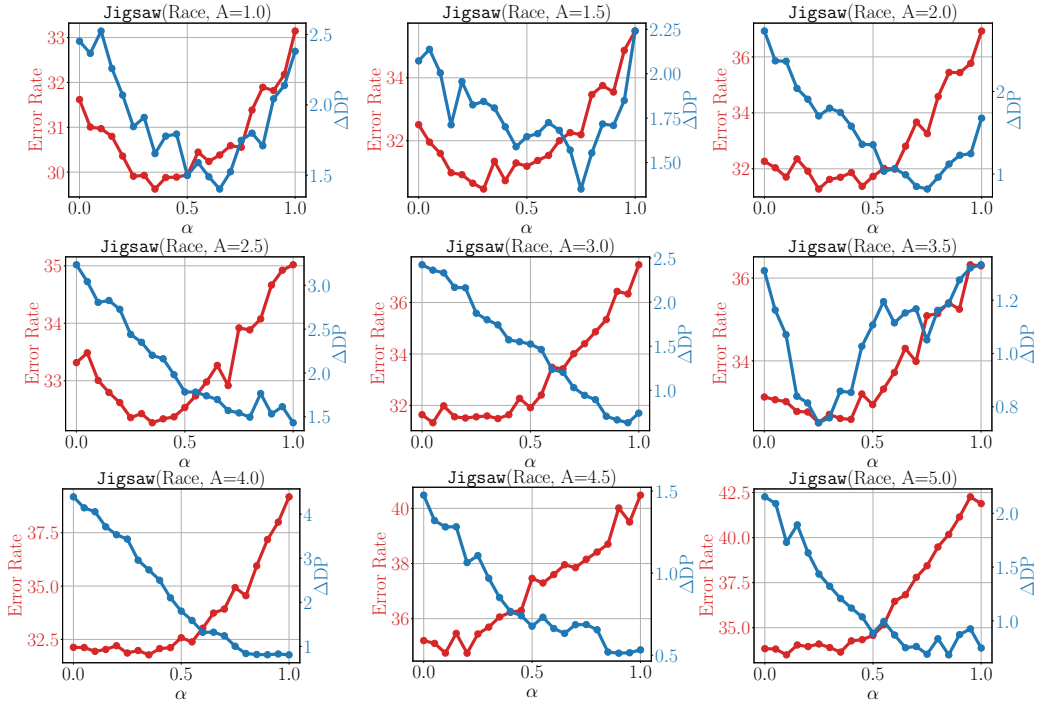 Jigsaw(Race, A=1.0)
Error Rate
33
32
31
30
ΔDP
2.5
2.0
1.5
0.0 0.5 1.0
α
Jigsaw(Race, A=1.5)
Error Rate
34
32
ΔDP
2.25
2.00
1.75
1.50
0.0 0.5 1.0
α
Jigsaw(Race, A=2.0)
Error Rate
36
34
32
ΔDP
2
1
0.0 0.5 1.0
α
Jigsaw(Race, A=2.5)
Error Rate
35
34
33
ΔDP
3.0
2.5
2.0
1.5
0.0 0.5 1.0
α
Jigsaw(Race, A=3.0)
Error Rate
36
34
32
ΔDP
2.5
2.0
1.5
1.0
0.0 0.5 1.0
α
Jigsaw(Race, A=3.5)
Error Rate
36
34
ΔDP
1.2
1.0
0.8
0.0 0.5 1.0
α
Jigsaw(Race, A=4.0)
Error Rate
37.5
35.0
32.5
ΔDP
4
3
2
1
0.0 0.5 1.0
α
Jigsaw(Race, A=4.5)
Error Rate
40
38
36
ΔDP
1.5
1.0
0.5
0.0 0.5 1.0
α
Jigsaw(Race, A=5.0)
Error Rate
42.5
40.0
37.5
35.0
ΔDP
2.0
1.5
1.0
0.0 0.5 1.0
α